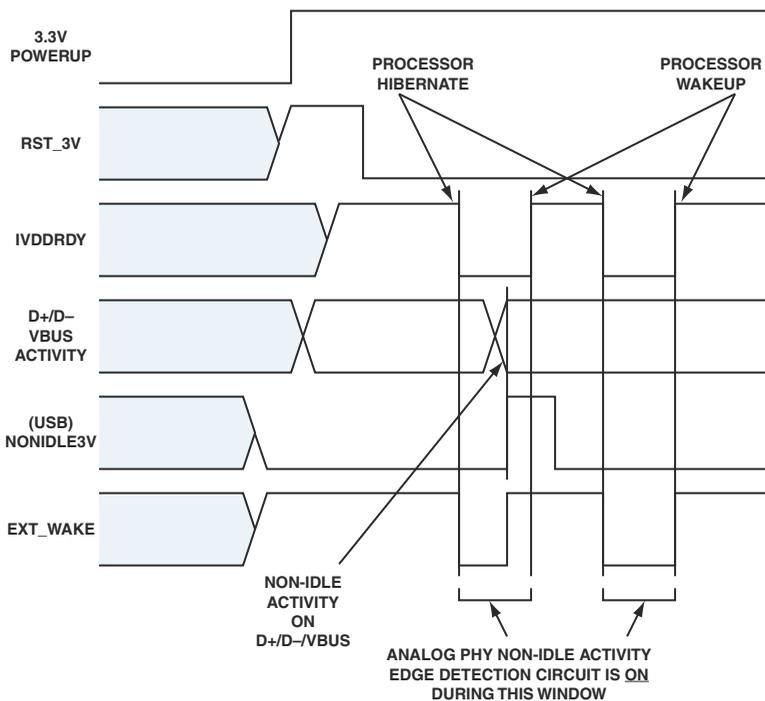 3.3V
POWERUP
PROCESSOR
HIBERNATE
PROCESSOR
WAKEUP
RST_3V
IVDDRDY
D+/D–
VBUS
ACTIVITY
(USB)
NONIDLE3V
EXT_WAKE
NON-IDLE
ACTIVITY
ON
D+/D–/VBUS
ANALOG PHY NON-IDLE ACTIVITY
EDGE DETECTION CIRCUIT IS ON
DURING THIS WINDOW